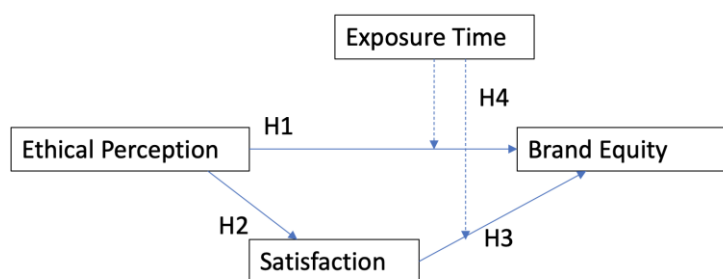 Exposure Time
H4
H1
Ethical Perception
Brand Equity
H2
H3
Satisfaction